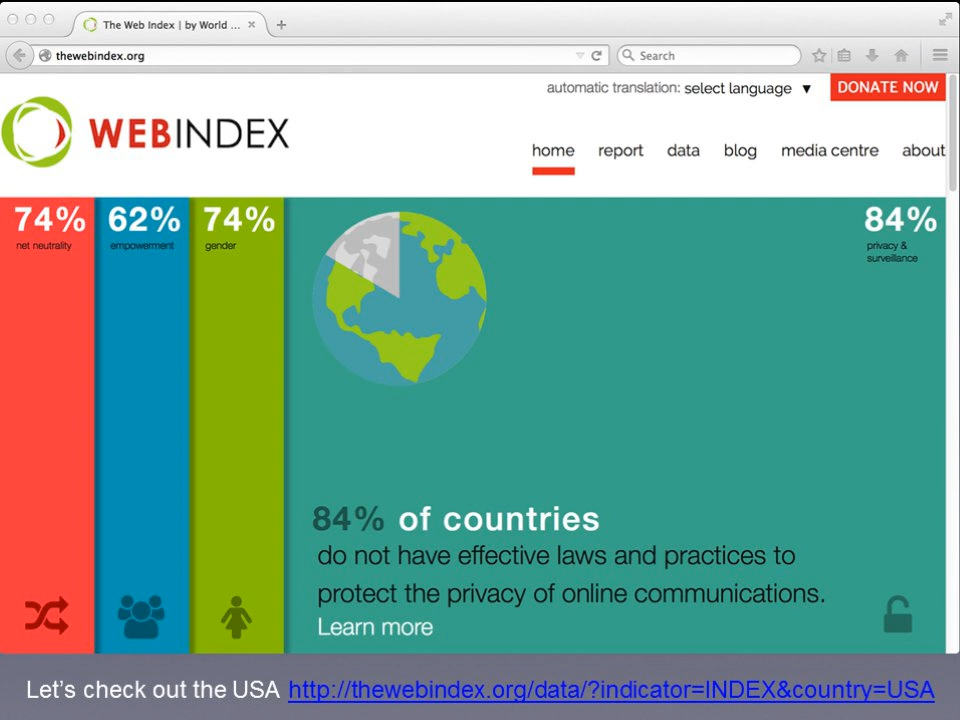 The Web Index | by World ...
thewebindex.org
Search
automatic translation: select language ▼
DONATE NOW
WEBINDEX
home report data blog media centre about
74% 62% 74% 84%
net neutrality empowerment gender privacy &
surveillance
84% of countries
do not have effective laws and practices to
protect the privacy of online communications.
Learn more
Let's check out the USA http://thewebindex.org/data/?indicator=INDEX&country=USA